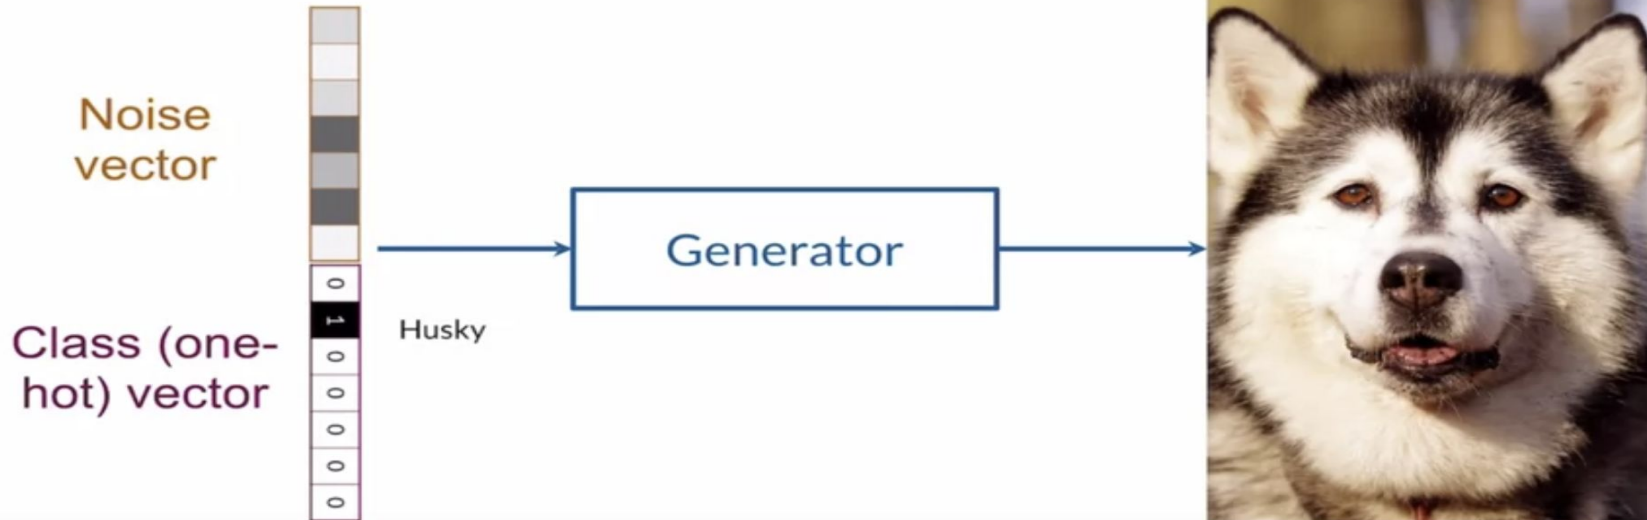 Noise
vector
Class (one-
hot) vector
0
1
0
0
0
0
0
Husky
Generator